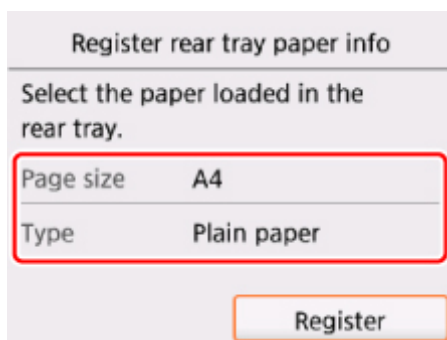 Register rear tray paper info
Select the paper loaded in the
rear tray.
Page size A4
Type Plain paper
Register